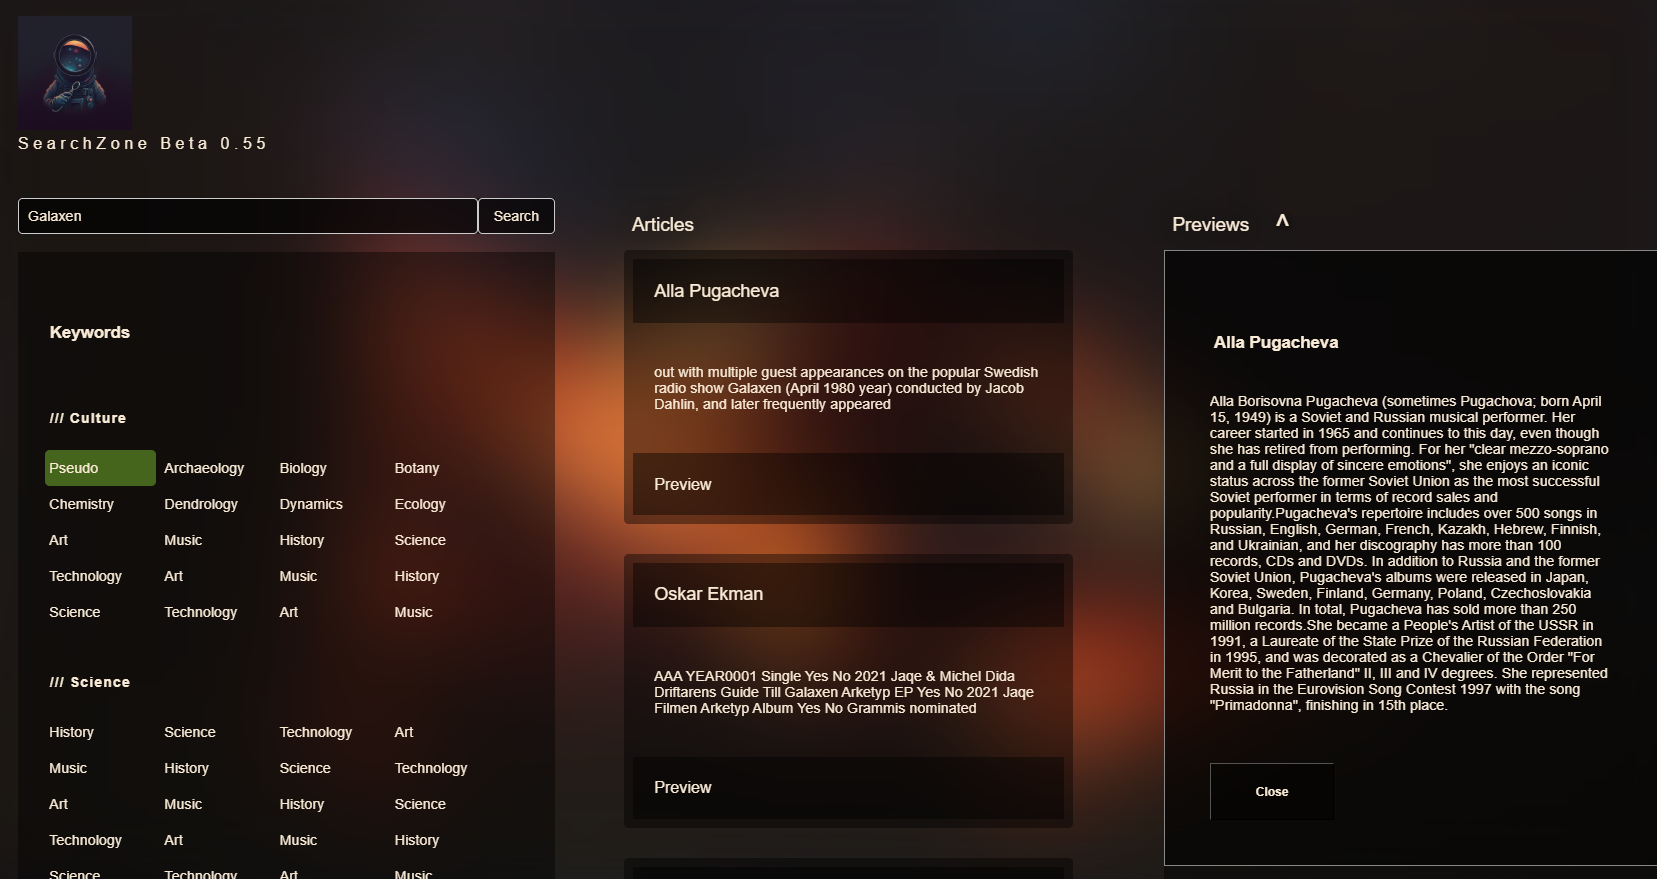 SearchZone Beta 0.55
Galaxen
Search
Keywords
/// Culture
Pseudo Archaeology Biology Botany
Chemistry Dendrology Dynamics Ecology
Art Music History Science
Technology Art Music History
Science Technology Art Music
/// Science
History Science Technology Art
Music History Science Technology
Art Music History Science
Technology Art Music History
Science Technology Art Music
Articles
Alla Pugacheva
out with multiple guest appearances on the popular Swedish
radio show Galaxen (April 1980 year) conducted by Jacob
Dahlin, and later frequently appeared
Preview
Oskar Ekman
AAA YEAR0001 Single Yes No 2021 Jaqe & Michel Dida
Driftarens Guide Till Galaxen Arketyp EP Yes No 2021 Jaqe
Filmen Arketyp Album Yes No Grammis nominated
Preview
Previews ^
Alla Pugacheva
Alla Borisovna Pugacheva (sometimes Pugachova; born April
15, 1949) is a Soviet and Russian musical performer. Her
career started in 1965 and continues to this day, even though
she has retired from performing. For her "clear mezzo-soprano
and a full display of sincere emotions", she enjoys an iconic
status across the former Soviet Union as the most successful
Soviet performer in terms of record sales and
popularity.Pugacheva's repertoire includes over 500 songs in
Russian, English, German, French, Kazakh, Hebrew, Finnish,
and Ukrainian, and her discography has more than 100
records, CDs and DVDs. In addition to Russia and the former
Soviet Union, Pugacheva's albums were released in Japan,
Korea, Sweden, Finland, Germany, Poland, Czechoslovakia
and Bulgaria. In total, Pugacheva has sold more than 250
million records.She became a People's Artist of the USSR in
1991, a Laureate of the State Prize of the Russian Federation
in 1995, and was decorated as a Chevalier of the Order "For
Merit to the Fatherland" II, III and IV degrees. She represented
Russia in the Eurovision Song Contest 1997 with the song
"Primadonna", finishing in 15th place.
Close